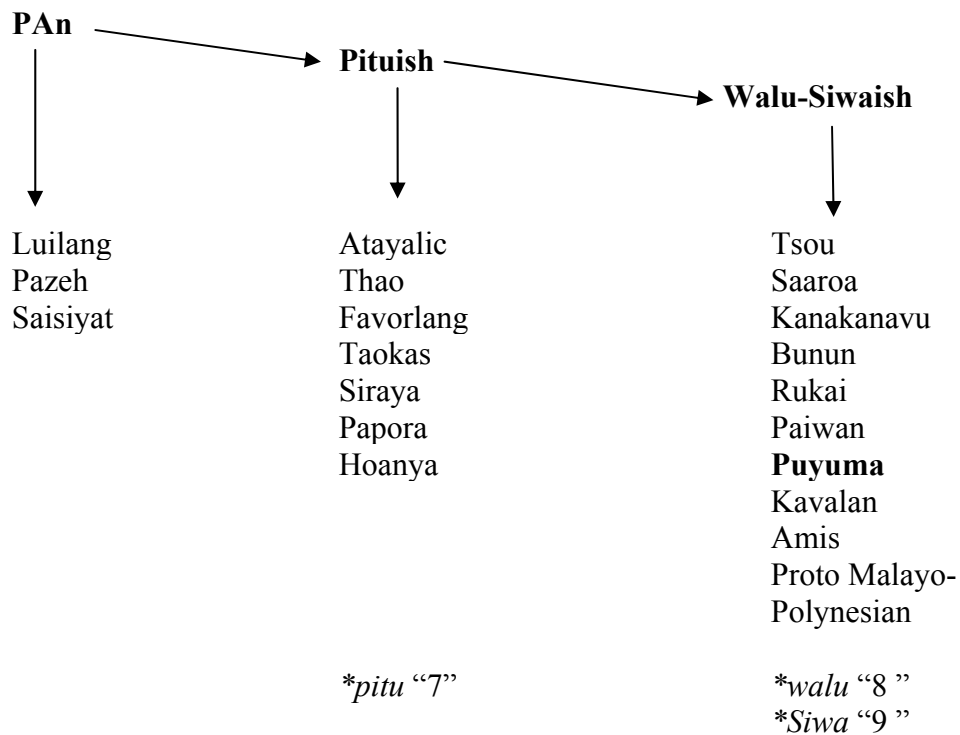 PAn
Pituish
Walu-Siwaish
Luilang
Pazeh
Saisiyat
Atayalic
Thao
Favorlang
Taokas
Siraya
Papora
Hoanya
Tsou
Saaroa
Kanakanavu
Bunun
Rukai
Paiwan
Puyuma
Kavalan
Amis
Proto Malayo-
Polynesian
*pitu “7”
*walu “8 ”
*Siwa “9 ”